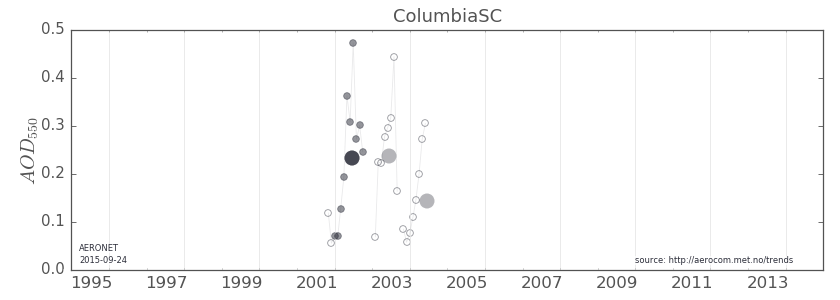 ColumbiaSC
0.5
0.4
0.3
0.2
0.1
0.0
AOD550
AERONET
2015-09-24
source: http://aerocom.met.no/trends
1995 1997 1999 2001 2003 2005 2007 2009 2011 2013